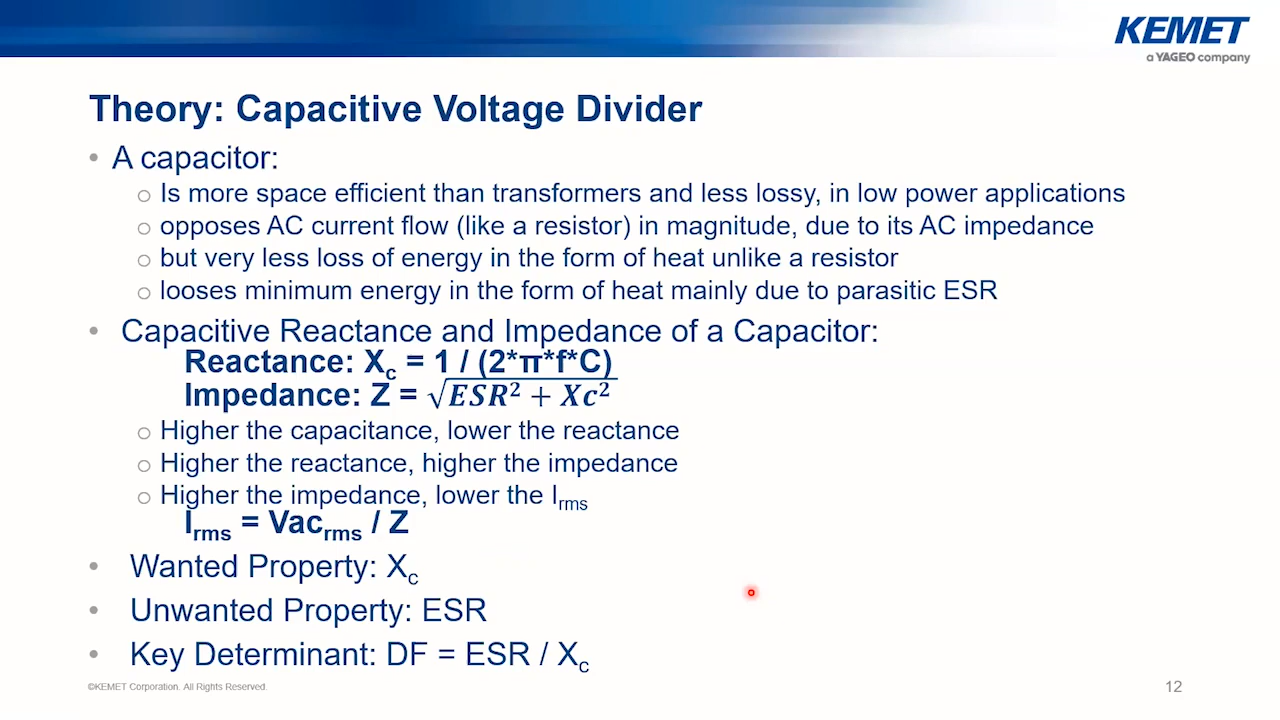 KEMET
a YAGEO company
Theory: Capacitive Voltage Divider
• A capacitor:
o Is more space efficient than transformers and less lossy, in low power applications
o opposes AC current flow (like a resistor) in magnitude, due to its AC impedance
o but very less loss of energy in the form of heat unlike a resistor
o looses minimum energy in the form of heat mainly due to parasitic ESR
• Capacitive Reactance and Impedance of a Capacitor:
Reactance: Xc = 1 / (2*π*f*C)
Impedance: Z = √ESR² + Xc²
o Higher the capacitance, lower the reactance
o Higher the reactance, higher the impedance
o Higher the impedance, lower the Irms
Irms = Vacrms / Z
• Wanted Property: Xc
• Unwanted Property: ESR
• Key Determinant: DF = ESR / Xc
©KEMET Corporation. All Rights Reserved.
12